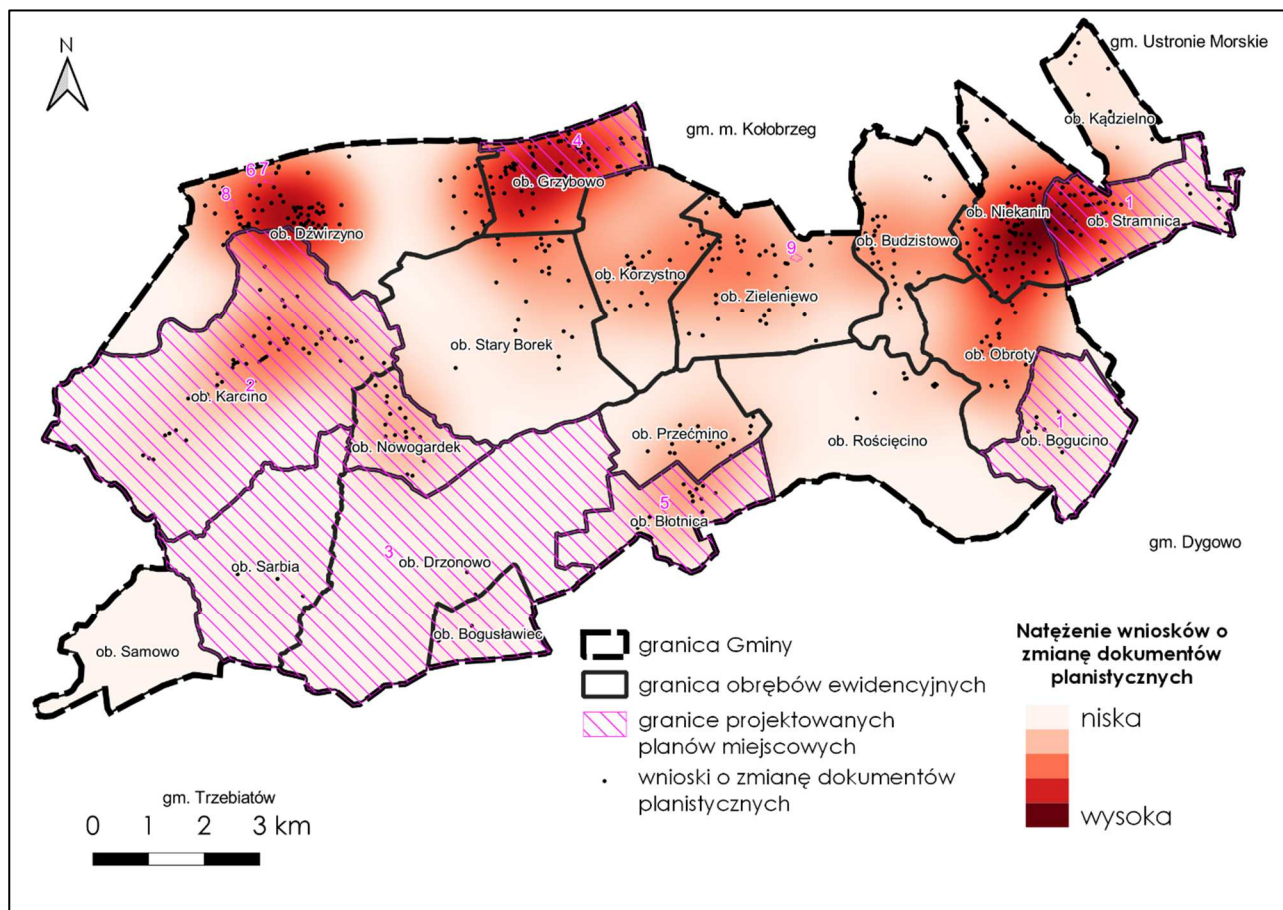 N
gm. Ustronie Morskie
ob. Kądzielno
gm. m. Kołobrzeg
4
6 7
8
ob. Grzybowo
1
ob. Niekanin
ob. Stramnica
ob. Dźwirzyno
9
ob. Budzistowo
ob. Korzystno
ob. Zieleniewo
ob. Stary Borek
ob. Obroty
2
ob. Karcino
ob. Nowogardek
ob. Przećmino
ob. Rościęcino
1
ob. Bogucino
5
ob. Błotnica
gm. Dygowo
3
ob. Drzonowo
ob. Sarbia
ob. Bogusławiec
ob. Samowo
granica Gminy
granica obrębów ewidencyjnych
granice projektowanych
planów miejscowych
wnioski o zmianę dokumentów
planistycznych
Natężenie wniosków o
zmianę dokumentów
planistycznych
niska
wysoka
gm. Trzebiatów
0 1 2 3 km